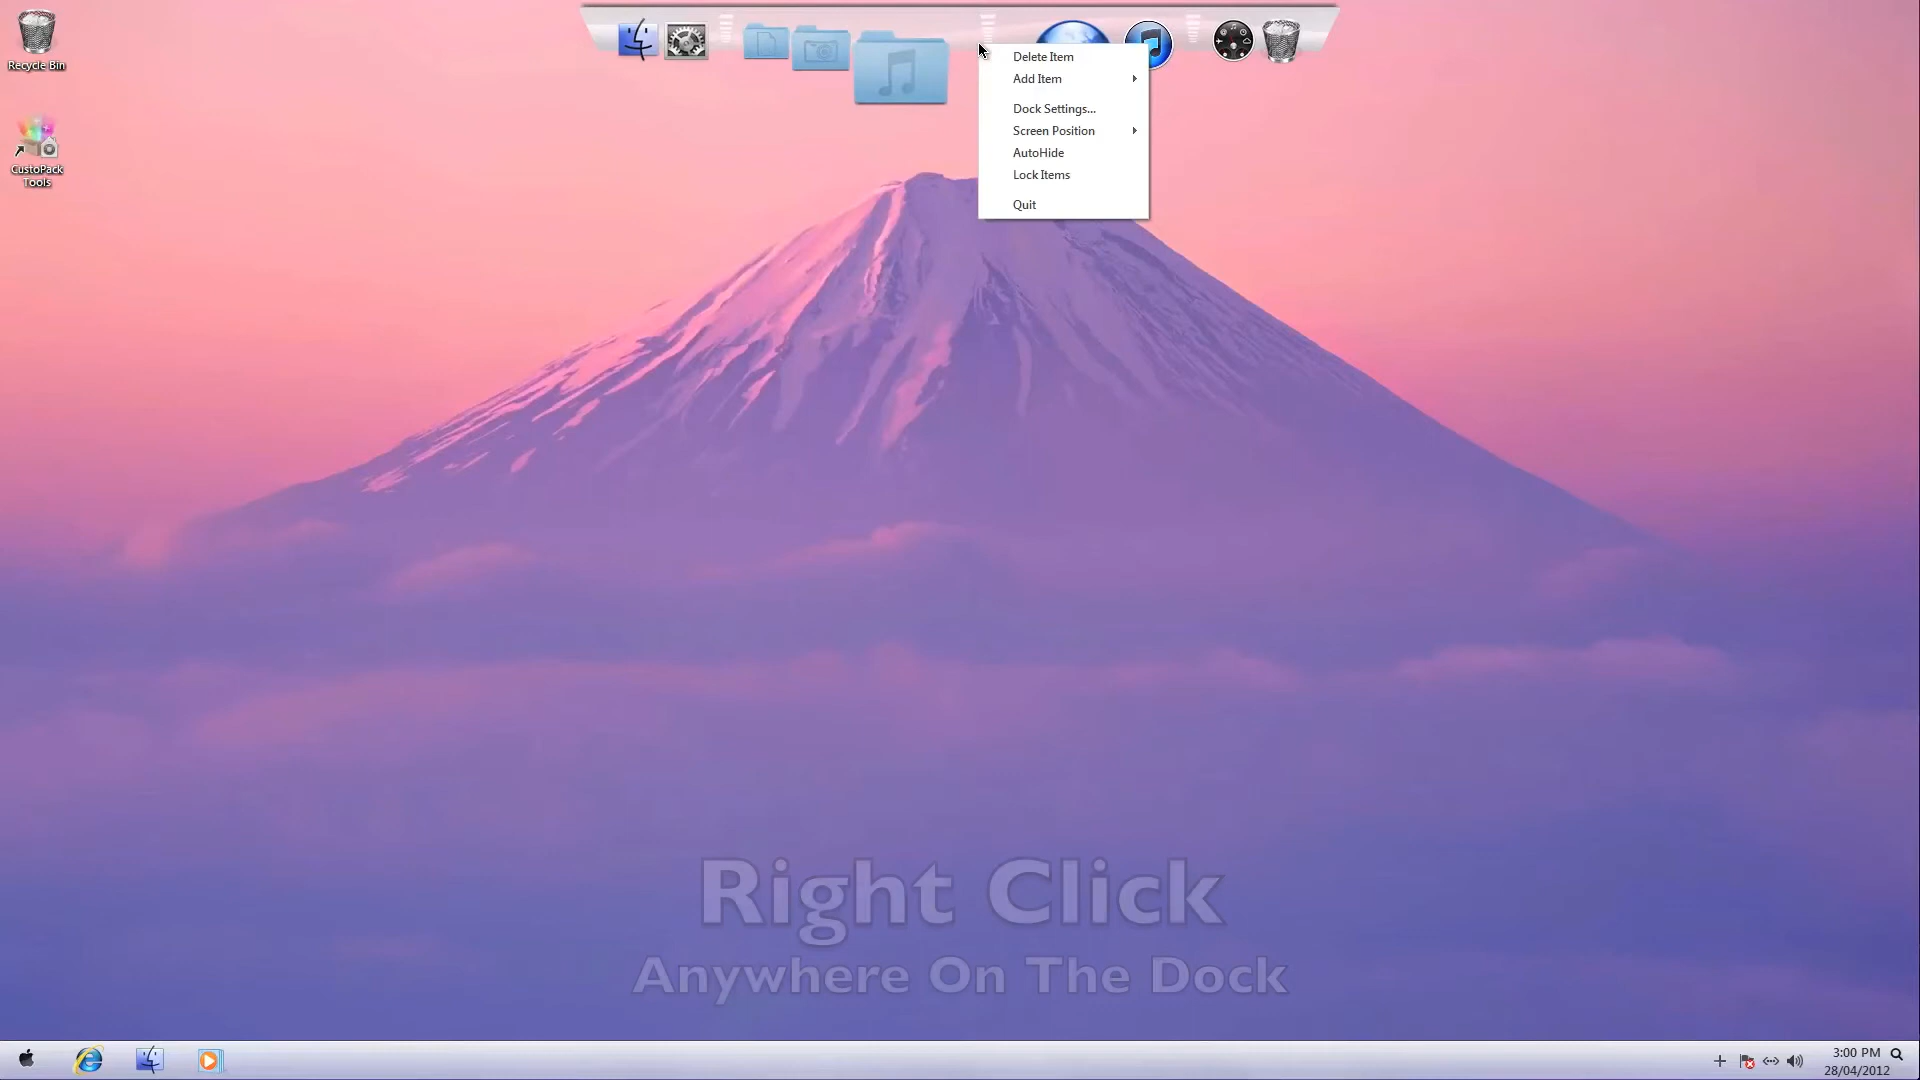 Recycle Bin
CustoPack
Tools
Delete Item
Add Item
Dock Settings...
Screen Position
AutoHide
Lock Items
Quit
Right Click
Anywhere On The Dock
3:00 PM
28/04/2012